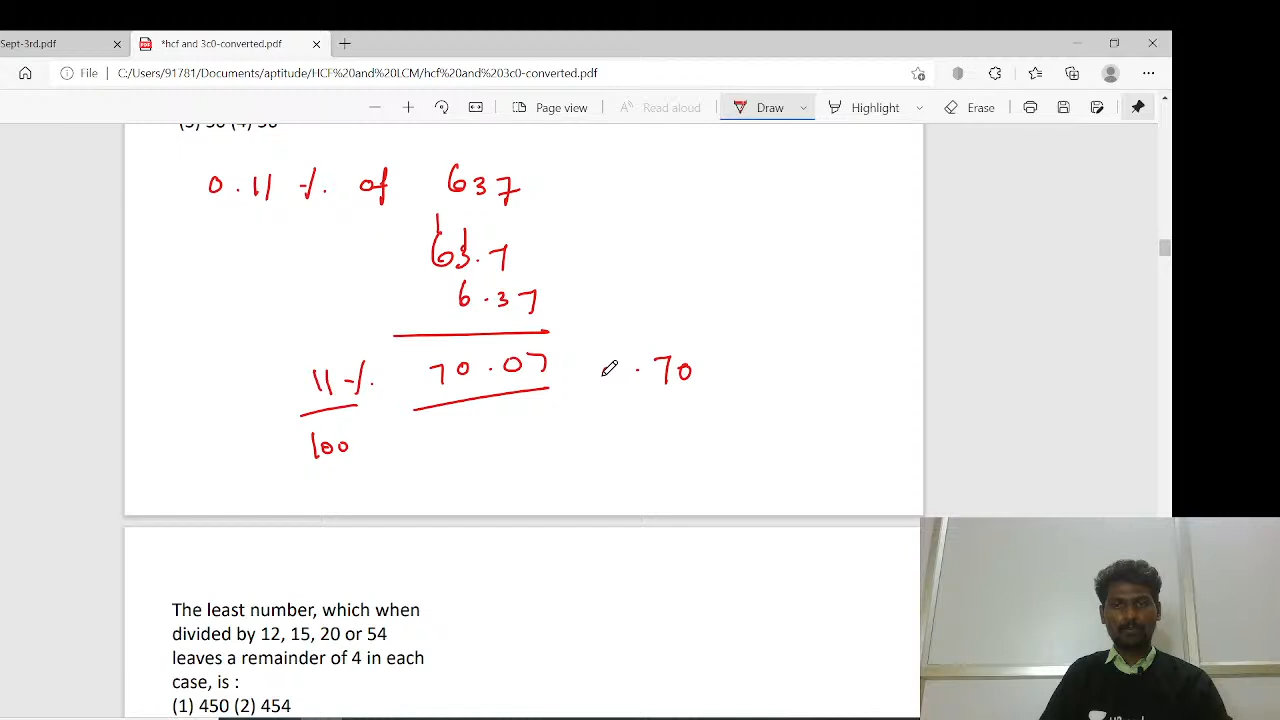 Sept-3rd.pdf
*hcf and 3c0-converted.pdf
File C:/Users/91781/Documents/aptitude/HCF%20and%20LCM/hcf%20and%203c0-converted.pdf
Page view
Read aloud
Draw
Highlight
Erase
0.11 % of 637
63.7
6.37
11 % 70.07 .70
100
The least number, which when
divided by 12, 15, 20 or 54
leaves a remainder of 4 in each
case, is :
(1) 450 (2) 454